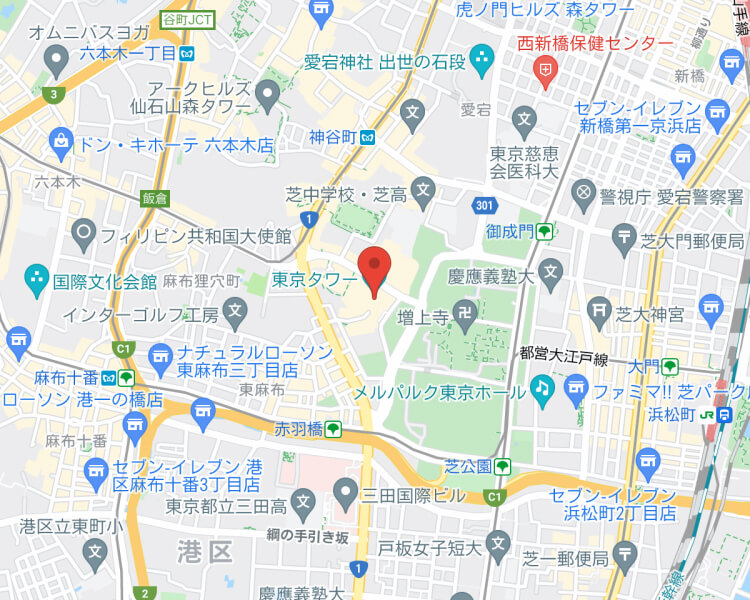 谷町JCT
虎ノ門ヒルズ 森タワー
オムニバスヨガ
六本木一丁目
西新橋保健センター
柳通り
愛宕神社 出世の石段
新橋
3
アークヒルズ
仙石山森タワー
愛宕
セブン-イレブン
新橋第一京浜店
神谷町
ドン・キホーテ 六本木店
東京慈恵
会医科大
六本木
芝中学校・芝高
飯倉
301
警視庁 愛宕警察署
1
フィリピン共和国大使館
御成門
芝大門郵便局
東京タワー
慶應義塾大
国際文化会館
麻布狸穴町
インターゴルフ工房
増上寺
芝大神宮
C1
ナチュラルローソン
東麻布三丁目店
都営大江戸線
大門
麻布十番
東麻布
メルパルク東京ホール
ファミマ!! 芝パーク
ローソン 港一の橋店
浜松町
JR
赤羽橋
麻布十番
セブン-イレブン 港
区麻布十番3丁目店
芝公園
C1
三田国際ビル
セブン-イレブン
浜松町2丁目店
東京都立三田高
港区立東町小
綱の手引き坂
港区
戸板女子短大
芝一郵便局
1
2
慶應義塾大
幹線
山手線